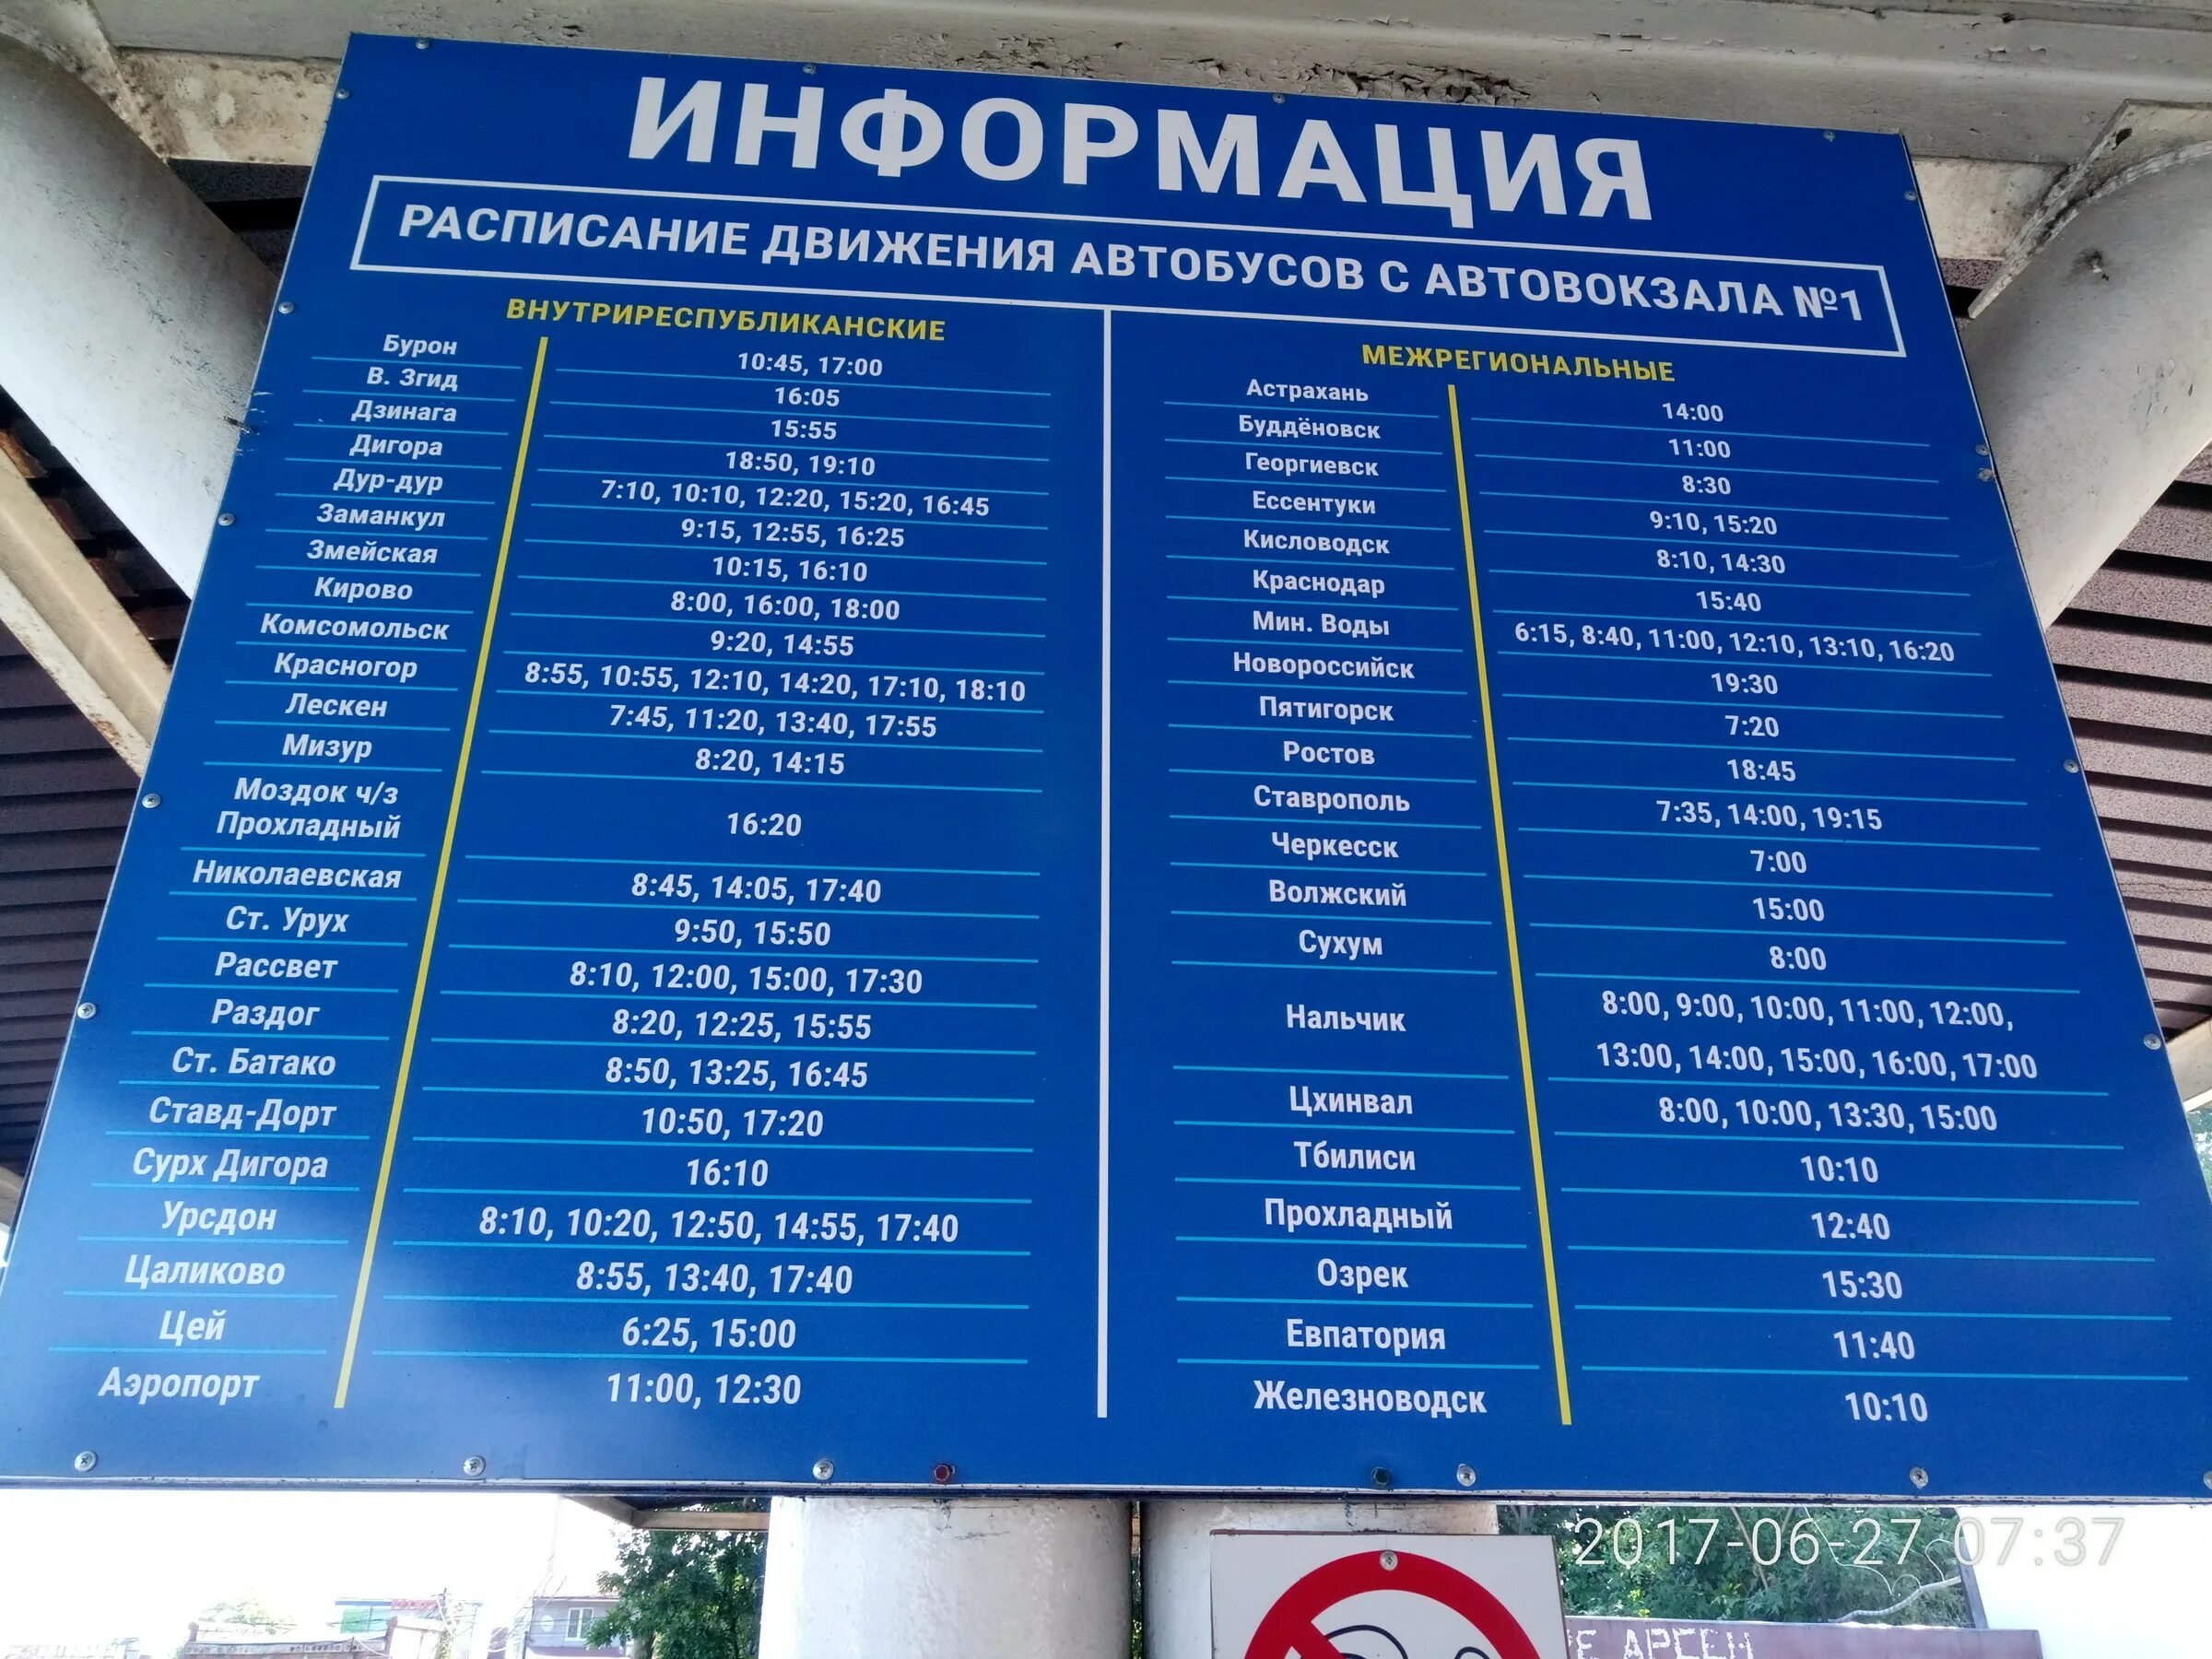 ИНФОРМАЦИЯ
РАСПИСАНИЕ ДВИЖЕНИЯ АВТОБУСОВ С АВТОВОКЗАЛА №1
ВНУТРИРЕСПУБЛИКАНСКИЕ
Бурон 10:45, 17:00
В. Згид 16:05
Дзинага 15:55
Дигора 18:50, 19:10
Дур-дур 7:10, 10:10, 12:20, 15:20, 16:45
Заманкул 9:15, 12:55, 16:25
Змейская 10:15, 16:10
Кирово 8:00, 16:00, 18:00
Комсомольск 9:20, 14:55
Красногор 8:55, 10:55, 12:10, 14:20, 17:10, 18:10
Лескен 7:45, 11:20, 13:40, 17:55
Мизур 8:20, 14:15
Моздок ч/з
Прохладный 16:20
Николаевская 8:45, 14:05, 17:40
Ст. Урух 9:50, 15:50
Рассвет 8:10, 12:00, 15:00, 17:30
Раздог 8:20, 12:25, 15:55
Ст. Батако 8:50, 13:25, 16:45
Ставд-Дорт 10:50, 17:20
Сурх Дигора 16:10
Урсдон 8:10, 10:20, 12:50, 14:55, 17:40
Цаликово 8:55, 13:40, 17:40
Цей 6:25, 15:00
Аэропорт 11:00, 12:30
МЕЖРЕГИОНАЛЬНЫЕ
Астрахань 14:00
Буддёновск 11:00
Георгиевск 8:30
Ессентуки 9:10, 15:20
Кисловодск 8:10, 14:30
Краснодар 15:40
Мин. Воды 6:15, 8:40, 11:00, 12:10, 13:10, 16:20
Новороссийск 19:30
Пятигорск 7:20
Ростов 18:45
Ставрополь 7:35, 14:00, 19:15
Черкесск 7:00
Волжский 15:00
Сухум 8:00
Нальчик 8:00, 9:00, 10:00, 11:00, 12:00,
13:00, 14:00, 15:00, 16:00, 17:00
Цхинвал 8:00, 10:00, 13:30, 15:00
Тбилиси 10:10
Прохладный 12:40
Озрек 15:30
Евпатория 11:40
Железноводск 10:10
2017-06-27 07:37
АРСЕН